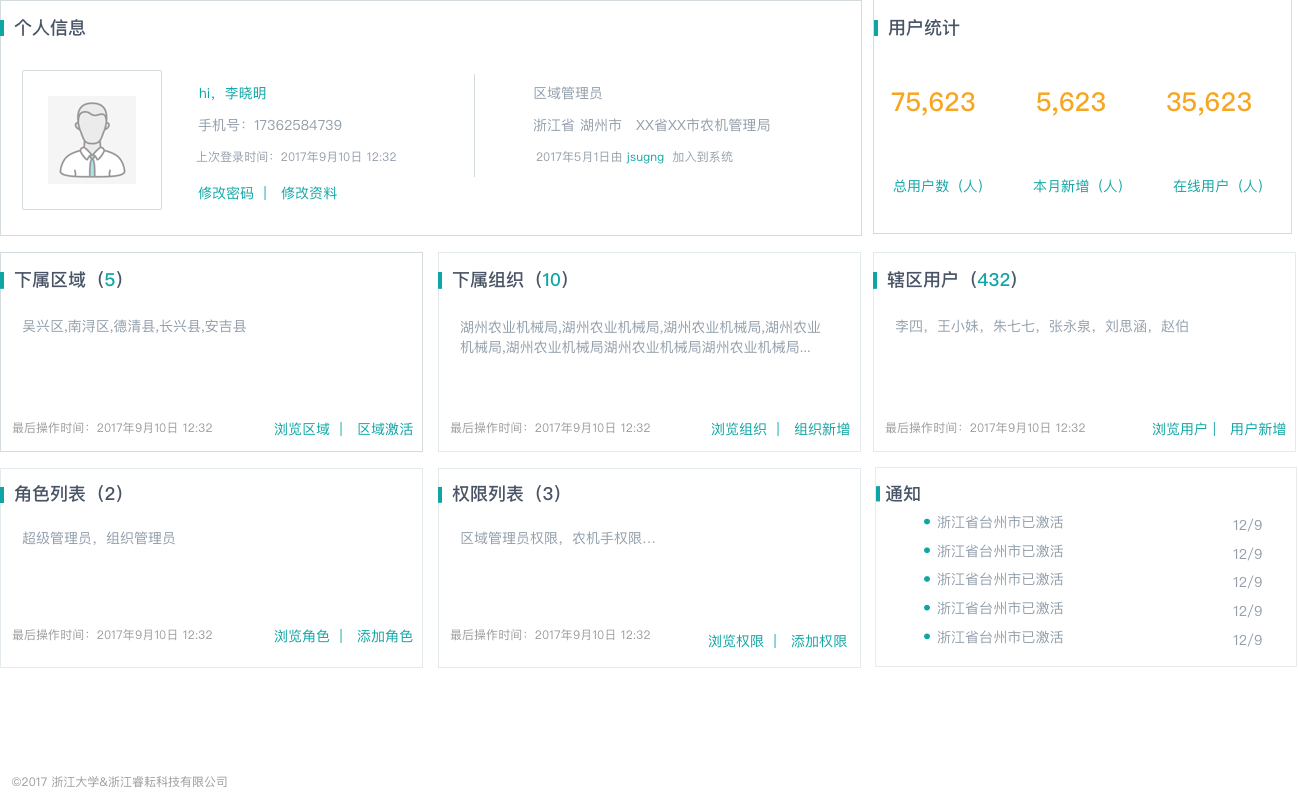 个人信息
hi，李晓明
手机号：17362584739
上次登录时间：2017年9月10日 12:32
修改密码 | 修改资料
区域管理员
浙江省 湖州市 XX省XX市农机管理局
2017年5月1日由 jsugng 加入到系统
用户统计
75,623 5,623 35,623
总用户数（人） 本月新增（人） 在线用户（人）
下属区域（5）
吴兴区,南浔区,德清县,长兴县,安吉县
最后操作时间：2017年9月10日 12:32
浏览区域 | 区域激活
下属组织（10）
湖州农业机械局,湖州农业机械局,湖州农业机械局,湖州农业
机械局,湖州农业机械局湖州农业机械局湖州农业机械局...
最后操作时间：2017年9月10日 12:32
浏览组织 | 组织新增
辖区用户（432）
李四，王小妹，朱七七，张永泉，刘思涵，赵伯
最后操作时间：2017年9月10日 12:32
浏览用户 | 用户新增
角色列表（2）
超级管理员，组织管理员
最后操作时间：2017年9月10日 12:32
浏览角色 | 添加角色
权限列表（3）
区域管理员权限，农机手权限...
最后操作时间：2017年9月10日 12:32
浏览权限 | 添加权限
通知
浙江省台州市已激活 12/9
浙江省台州市已激活 12/9
浙江省台州市已激活 12/9
浙江省台州市已激活 12/9
浙江省台州市已激活 12/9
©2017 浙江大学&浙江睿耘科技有限公司